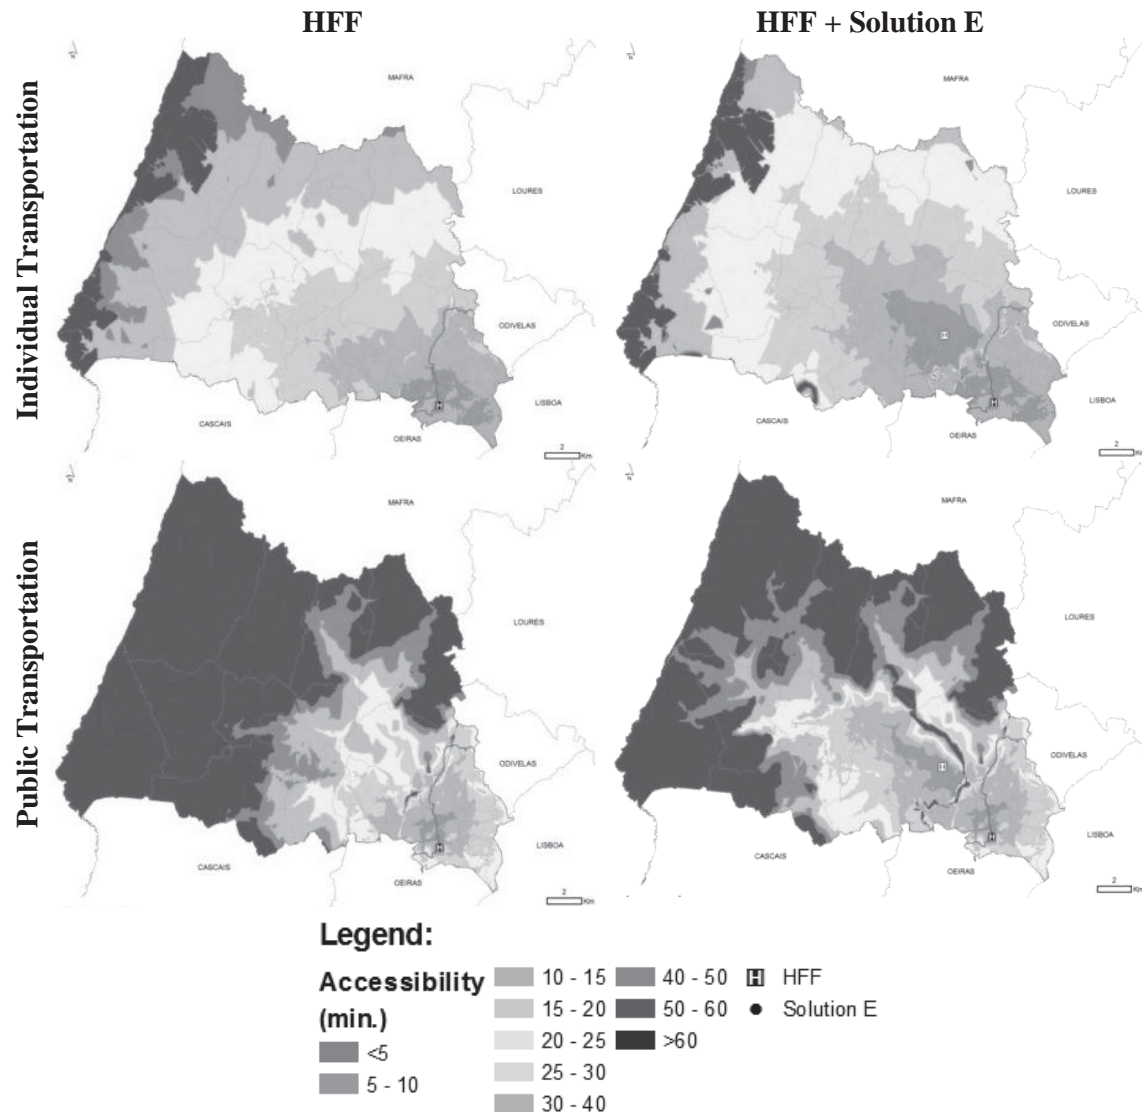 HFF
HFF + Solution E
Individual Transportation
MAFRA
LOURES
ODIVELAS
LISBOA
OEIRAS
CASCAIS
2
Km
H
MAFRA
LOURES
ODIVELAS
LISBOA
OEIRAS
CASCAIS
2
Km
H
H
Public Transportation
MAFRA
LOURES
ODIVELAS
LISBOA
OEIRAS
CASCAIS
2
Km
H
MAFRA
LOURES
ODIVELAS
LISBOA
OEIRAS
CASCAIS
2
Km
H
H
Legend:
Accessibility
(min.)
<5
5 - 10
10 - 15
15 - 20
20 - 25
25 - 30
30 - 40
40 - 50
50 - 60
>60
H HFF
Solution E